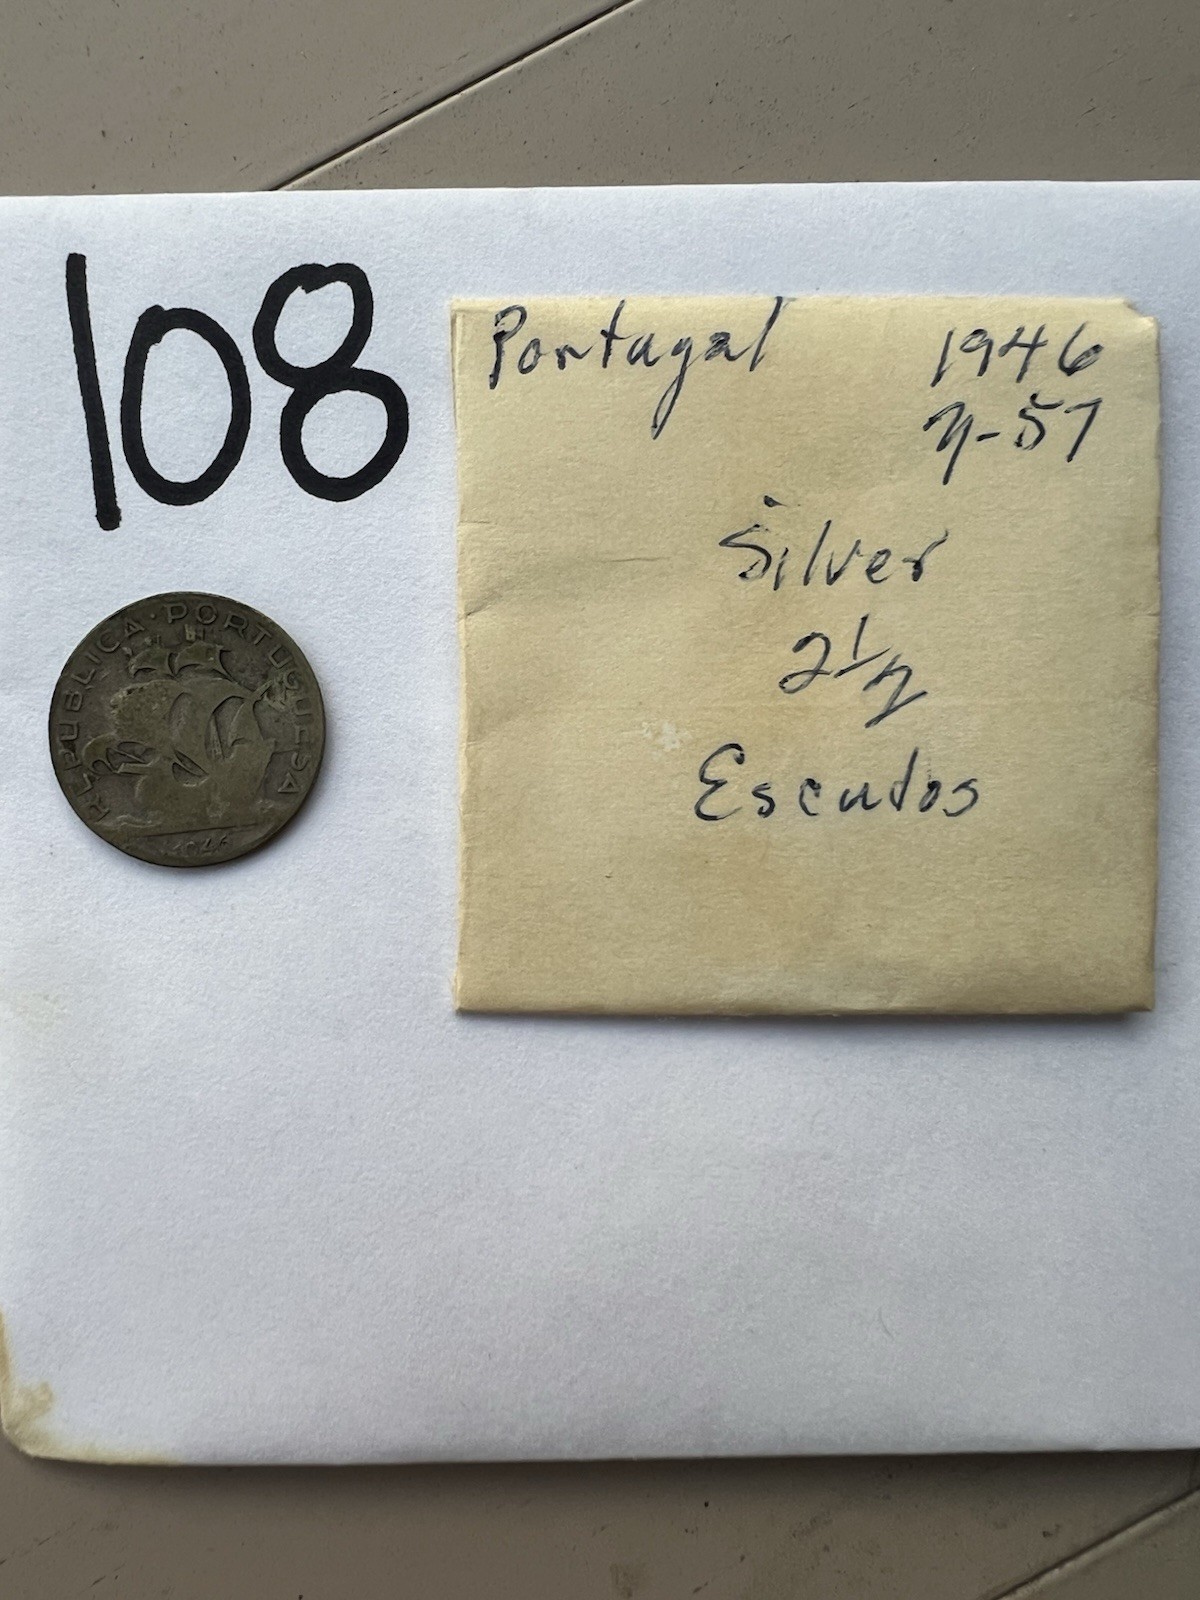 108
Portugal
1946
Y-57
Silver
2 1/2
Escudos
REPUBLICA · PORTUGUESA
1946